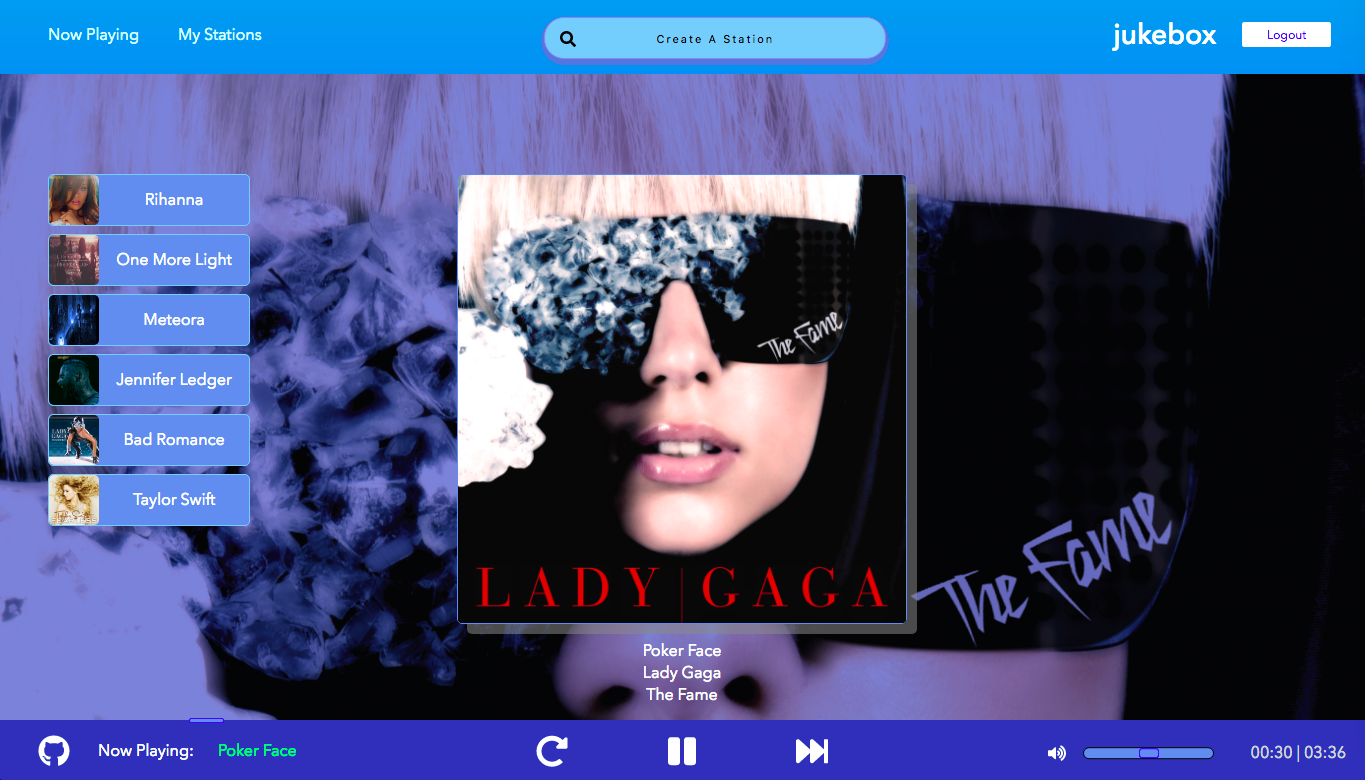 Now Playing
My Stations
Create A Station
jukebox
Logout
Rihanna
One More Light
Meteora
Jennifer Ledger
Bad Romance
Taylor Swift
The Fame
LADY | GAGA
The Fame
Poker Face
Lady Gaga
The Fame
Now Playing:
Poker Face
00:30 | 03:36